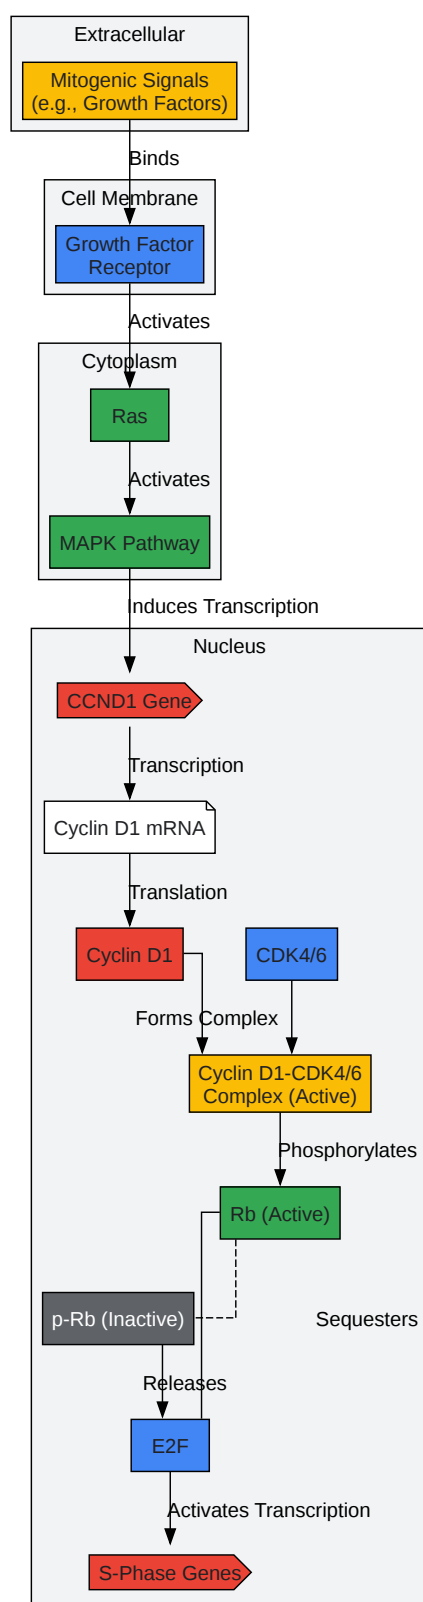 Extracellular
Mitogenic Signals
(e.g., Growth Factors)
Binds
Cell Membrane
Growth Factor
Receptor
Activates
Cytoplasm
Ras
Activates
MAPK Pathway
Induces Transcription
Nucleus
CCND1 Gene
Transcription
Cyclin D1 mRNA
Translation
Cyclin D1
CDK4/6
Forms Complex
Cyclin D1-CDK4/6
Complex (Active)
Phosphorylates
Rb (Active)
p-Rb (Inactive)
Sequesters
Releases
E2F
Activates Transcription
S-Phase Genes